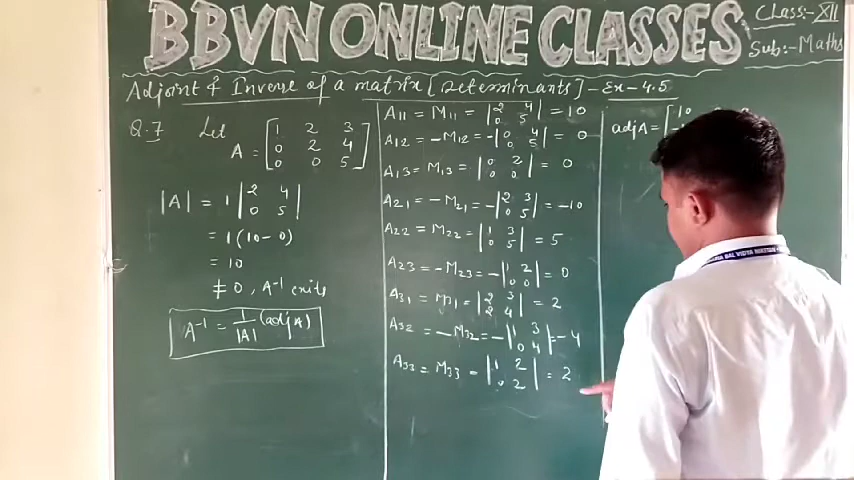 BBVN ONLINE CLASSES
Class:- XII
Sub:- Maths
Adjoint & Inverse of a matrix [Determinants] - Ex - 4.5
Q.7 Let
A = [1 2 3
0 2 4
0 0 5]
|A| = 1 |2 4
0 5|
= 1(10-0)
= 10
≠ 0, A⁻¹ exits
A⁻¹ = 1/|A| (adj A)
A11 = M11 = |2 4 0 5| = 10
A12 = -M12 = -|0 4 0 5| = 0
A13 = M13 = |0 2 0 0| = 0
A21 = -M21 = -|2 3 0 5| = -10
A22 = M22 = |1 3 0 5| = 5
A23 = -M23 = -|1 2 0 0| = 0
A31 = M31 = |2 3 2 4| = 2
A32 = -M32 = -|1 3 0 4| = -4
A33 = M33 = |1 2 0 2| = 2
adj A = [10
BAL VIDYA